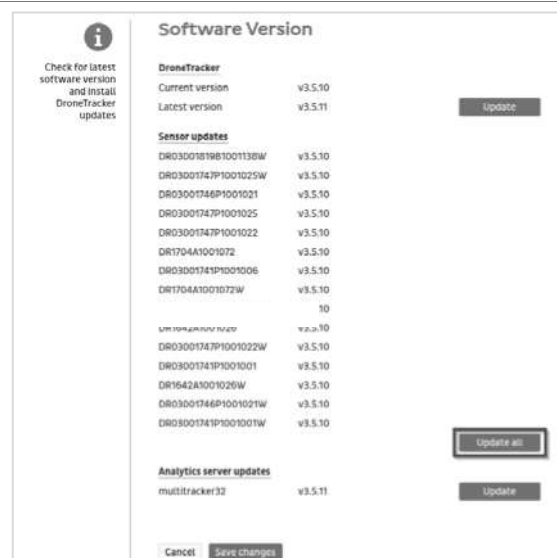 Software Version
Check for latest
software version
and install
DroneTracker
updates
DroneTracker
Current version v3.5.10
Latest version v3.5.11 Update
Sensor updates
DR03001819B1001138W v3.5.10
DR03001747P1001025W v3.5.10
DR03001746P1001021 v3.5.10
DR03001747P1001025 v3.5.10
DR03001747P1001022 v3.5.10
DR1704A1001072 v3.5.10
DR03001741P1001006 v3.5.10
DR1704A1001072W v3.5.10
10
DR1642A1001026 v3.5.10
DR03001747P1001022W v3.5.10
DR03001741P1001001 v3.5.10
DR1642A1001026W v3.5.10
DR03001746P1001021W v3.5.10
DR03001741P1001001W v3.5.10
Update all
Analytics server updates
multitracker32 v3.5.11 Update
Cancel Save changes